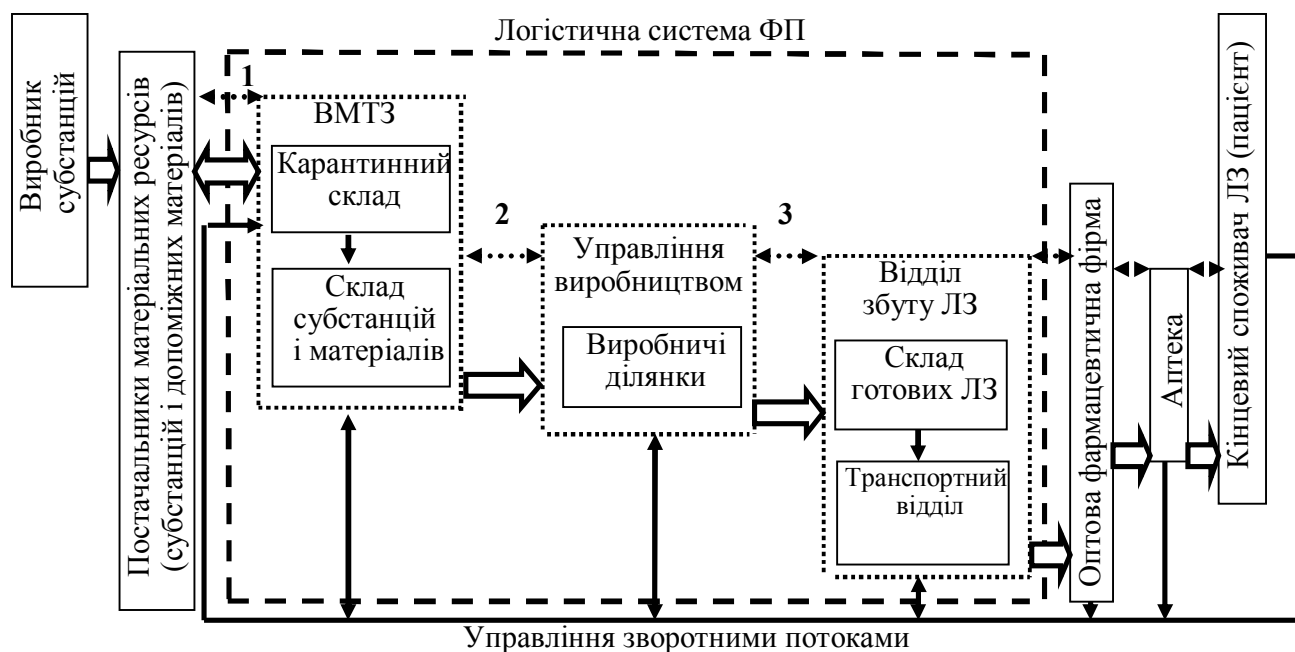 Логістична система ФП
Виробник
субстанцій
Постачальники матеріальних ресурсів
(субстанцій і допоміжних матеріалів)
1
ВМТЗ
Карантинний
склад
Склад
субстанцій
і матеріалів
2
Управління
виробництвом
Виробничі
ділянки
3
Відділ
збуту ЛЗ
Склад
готових ЛЗ
Транспортний
відділ
Оптова фармацевтична фірма
Аптека
Кінцевий споживач ЛЗ (пацієнт)
Управління зворотними потоками